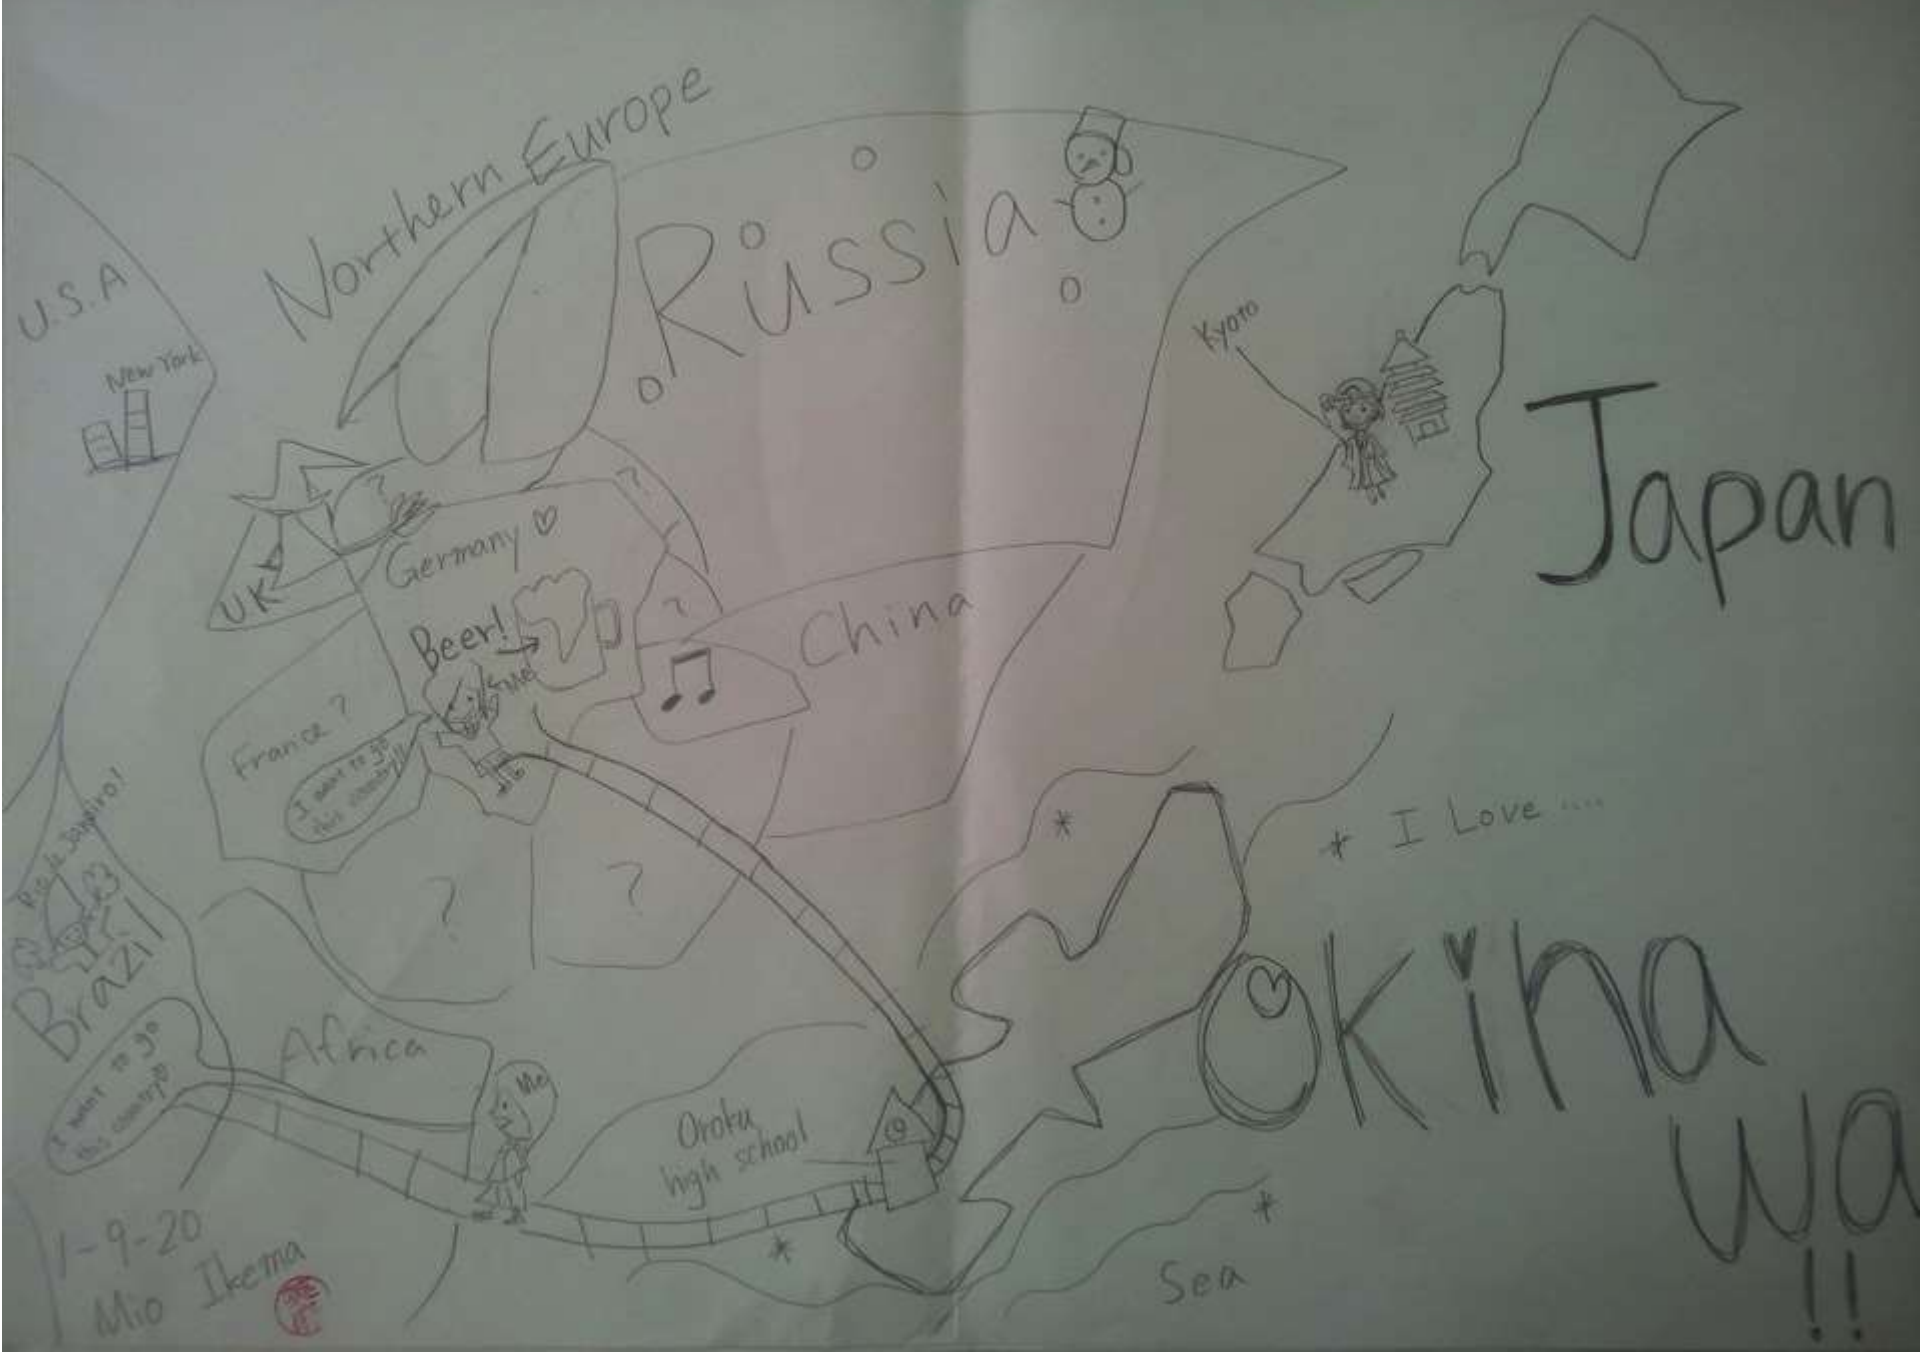 Northern Europe
Russia
U.S.A
New York
Kyoto
Japan
UK
?
Germany ♡
?
Beer!
Me
?
China
France ?
I want to go
this country!!
?
?
* I Love ....
Okina
wa
!!
Brazil
I want to go
this country
Africa
Me
Oroku
high school
Sea
1-9-20
Mio Ikema